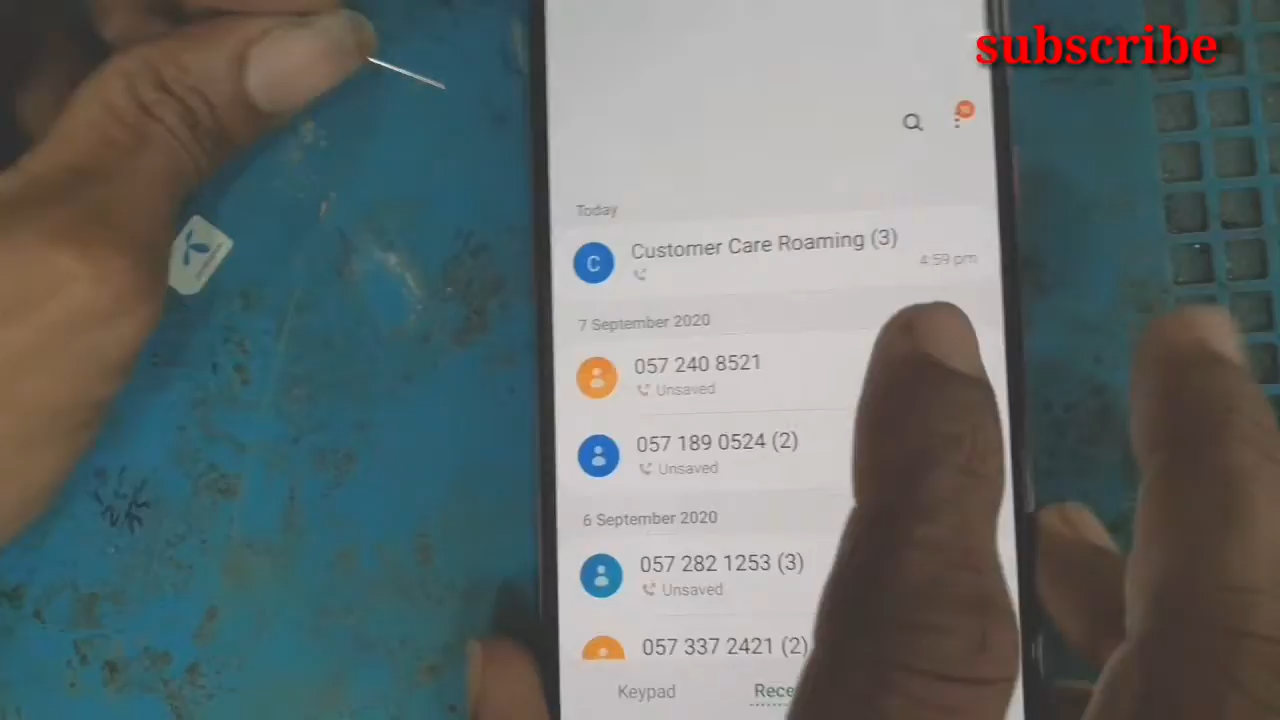 subscribe
Today
C
Customer Care Roaming (3)
4:59 pm
7 September 2020
057 240 8521
Unsaved
057 189 0524 (2)
Unsaved
6 September 2020
057 282 1253 (3)
Unsaved
057 337 2421 (2)
Keypad